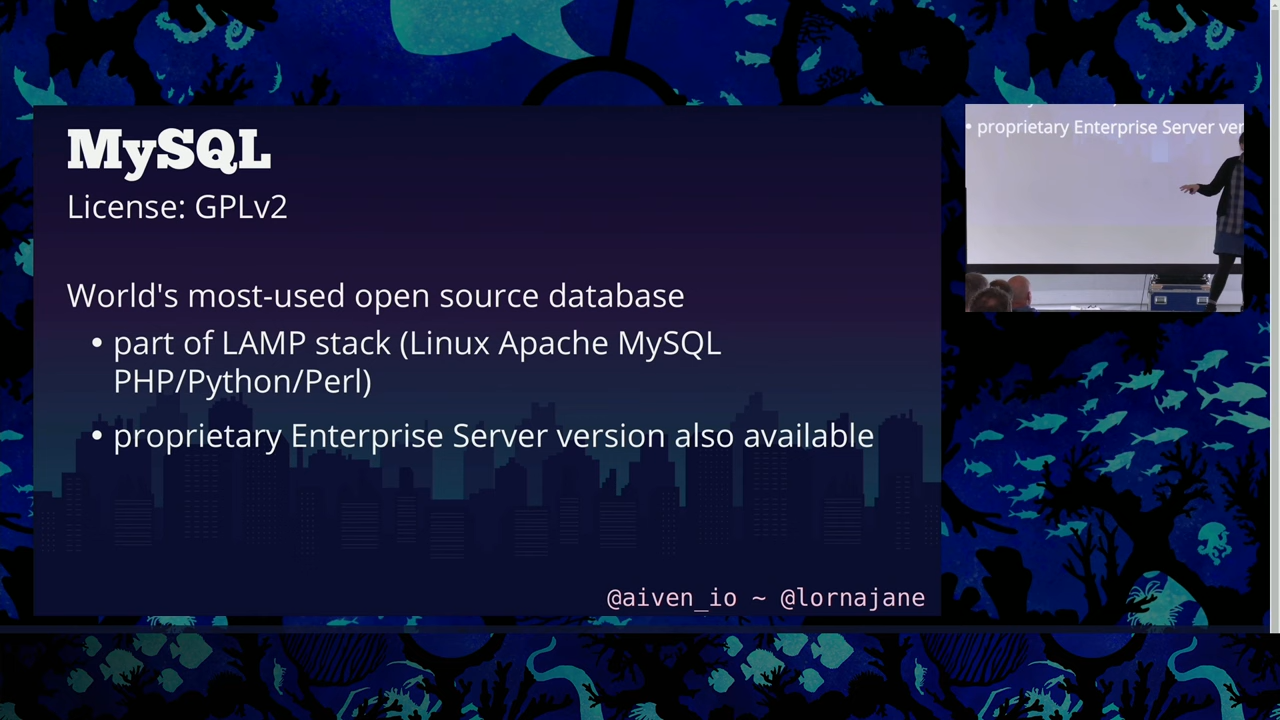 MySQL
License: GPLv2
World's most-used open source database
• part of LAMP stack (Linux Apache MySQL
PHP/Python/Perl)
• proprietary Enterprise Server version also available
@aiven_io ~ @lornajane
• proprietary Enterprise Server ver